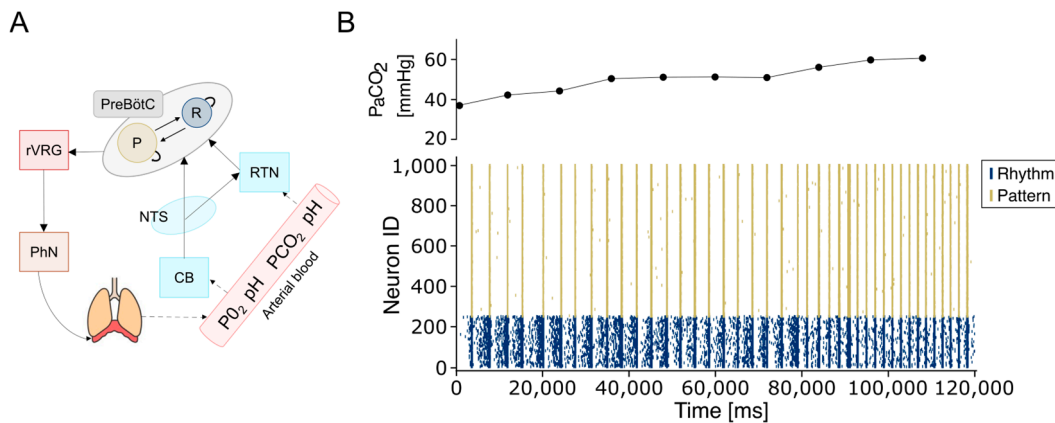 A
PreBötC
R
P
rVRG
RTN
NTS
PhN
CB
PO₂ pH PCO₂ pH
Arterial blood
B
PaCO₂
[mmHg]
60
40
20
1,000
800
600
400
200
0
Neuron ID
Rhythm
Pattern
0 20,000 40,000 60,000 80,000 100,000 120,000
Time [ms]